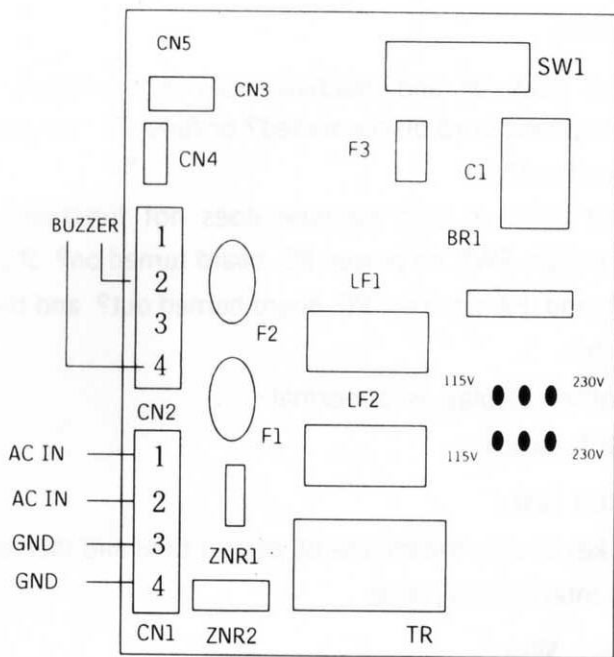 CN5
SW1
CN3
CN4
F3
C1
BUZZER
1
2
3
4
BR1
LF1
F2
CN2
115V
230V
LF2
F1
115V
230V
AC IN
1
AC IN
2
GND
3
GND
4
ZNR1
CN1
ZNR2
TR